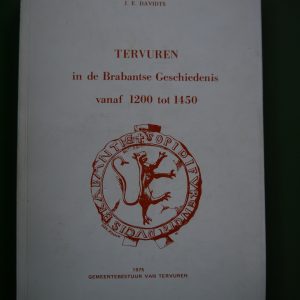 J. E. DAVIDTS
TERVUREN
in de Brabantse Geschiedenis
vanaf 1200 tot 1450
1975
GEMEENTEBESTUUR VAN TERVUREN